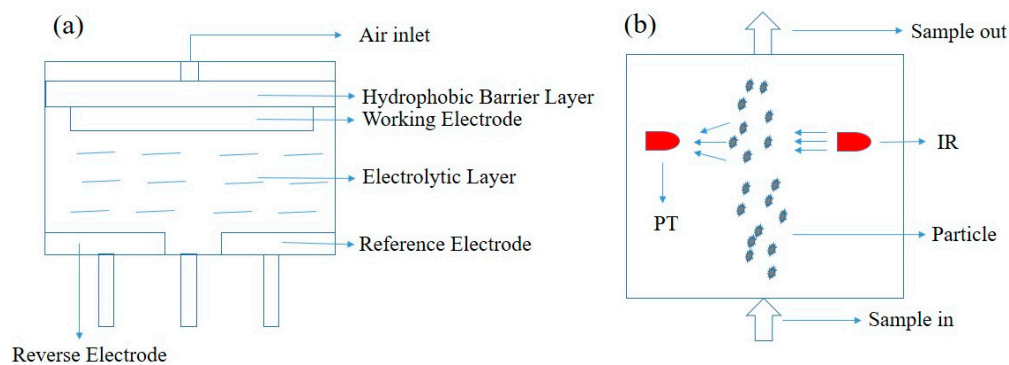 (a)
Air inlet
Hydrophobic Barrier Layer
Working Electrode
Electrolytic Layer
Reference Electrode
Reverse Electrode
(b)
Sample out
IR
PT
Particle
Sample in